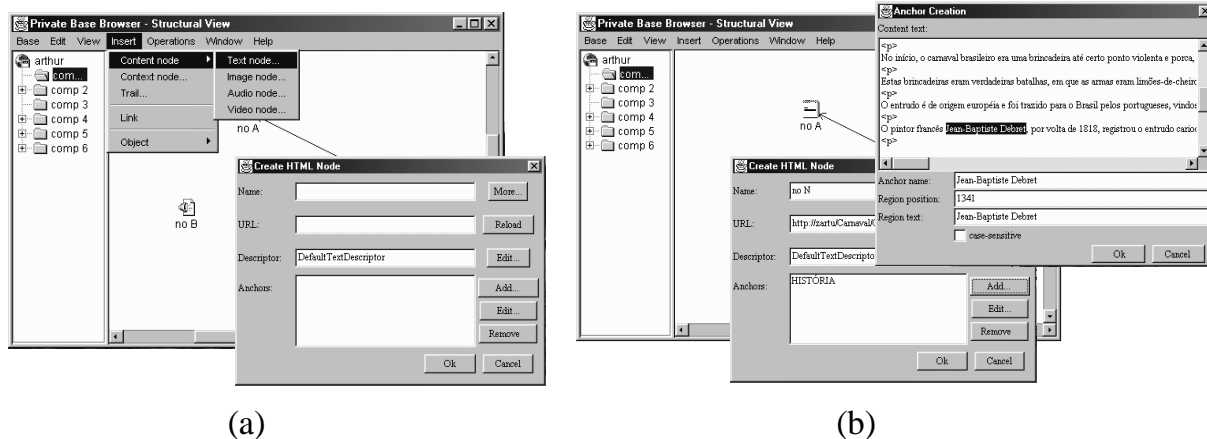 Private Base Browser - Structural View
Base Edit View Insert Operations Window Help
arthur
com...
comp 2
comp 3
comp 4
comp 5
comp 6
Content node
Context node...
Trail...
Link
Object
Text node...
Image node...
Audio node...
Video node...
no A
no B
Create HTML Node
Name:
More...
URL:
Reload
Descriptor:
DefaultTextDescriptor
Edit...
Anchors:
Add...
Edit...
Remove
Ok Cancel
(a)
Private Base Browser - Structural View
Base Edit View Insert Operations Window Help
arthur
com...
comp 2
comp 3
comp 4
comp 5
comp 6
no A
Create HTML Node
Name:
no N
URL:
http://zartu/Carnaval/
Descriptor:
DefaultTextDescripto
Anchors:
HISTÓRIA
Add...
Edit...
Remove
Ok Cancel
Anchor Creation
Content text:
<p>
No início, o carnaval brasileiro era uma brincadeira até certo ponto violenta e porca,
<p>
Estas brincadeiras eram verdadeiras batalhas, em que as armas eram limões-de-cheiro
<p>
O entrudo é de origem européia e foi trazido para o Brasil pelos portugueses, vindos
<p>
O pintor francês Jean-Baptiste Debret, por volta de 1818, registrou o entrudo carioc
<p>
Anchor name: Jean-Baptiste Debret
Region position: 1341
Region text: Jean-Baptiste Debret
case-sensitive
Ok Cancel
(b)